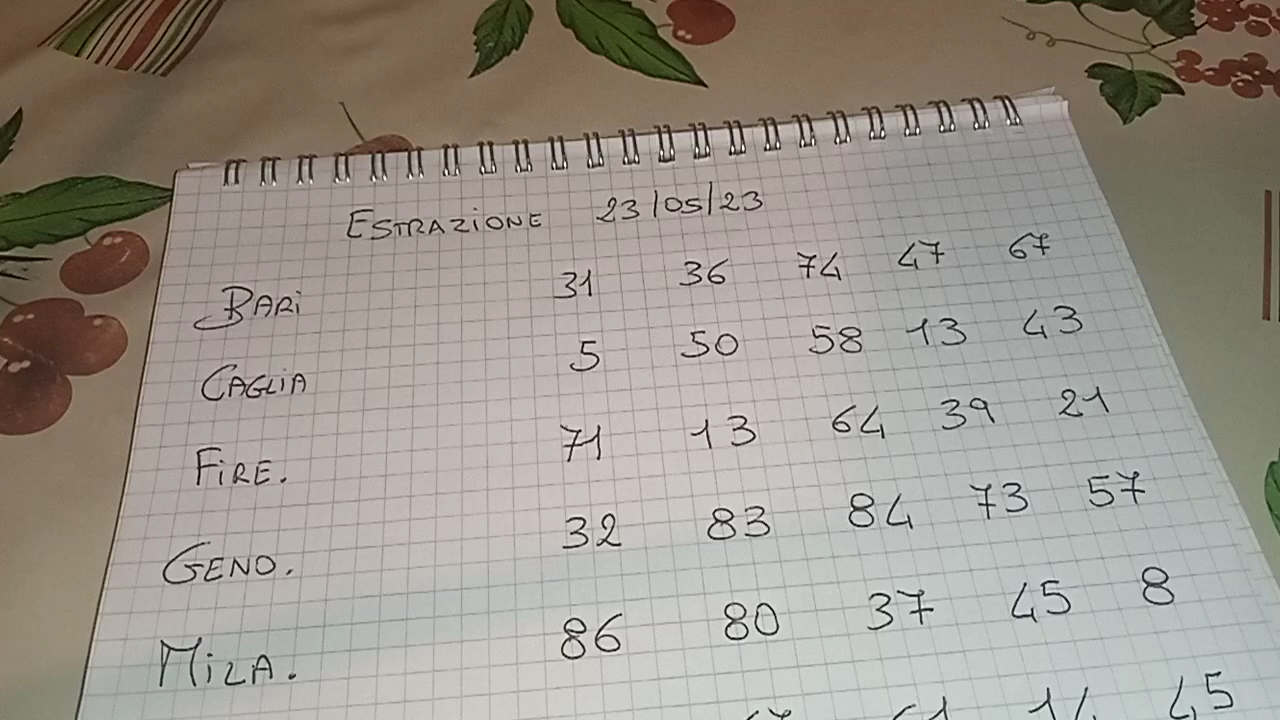 ESTRAZIONE 23/05/23
BARI 31 36 74 47 67
CAGLIA 5 50 58 13 43
FIRE. 71 13 64 39 21
GENO. 32 83 84 73 57
MILA. 86 80 37 45 8
45